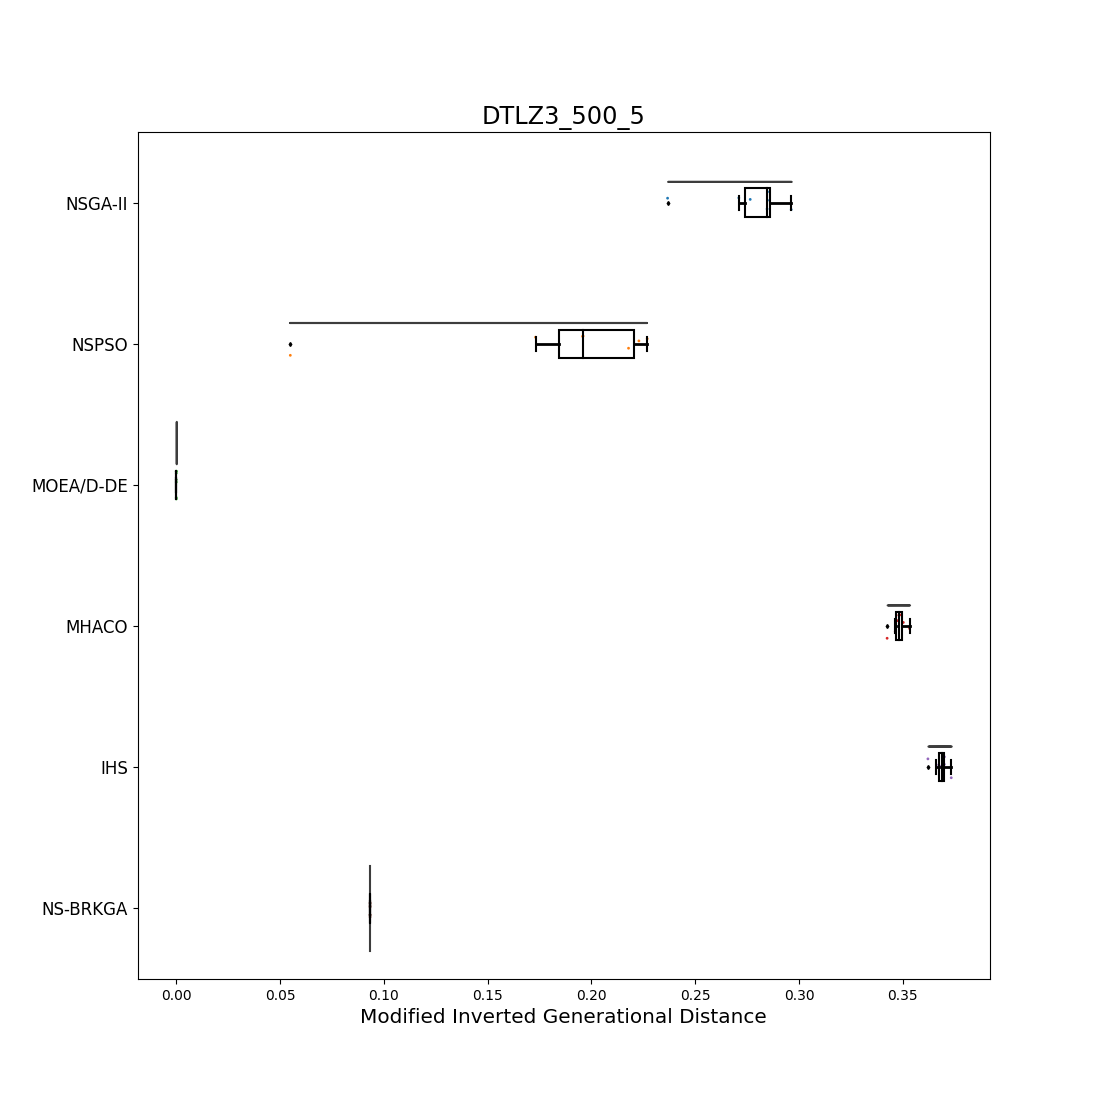 DTLZ3_500_5
NSGA-II
NSPSO
MOEA/D-DE
MHACO
IHS
NS-BRKGA
0.00 0.05 0.10 0.15 0.20 0.25 0.30 0.35
Modified Inverted Generational Distance